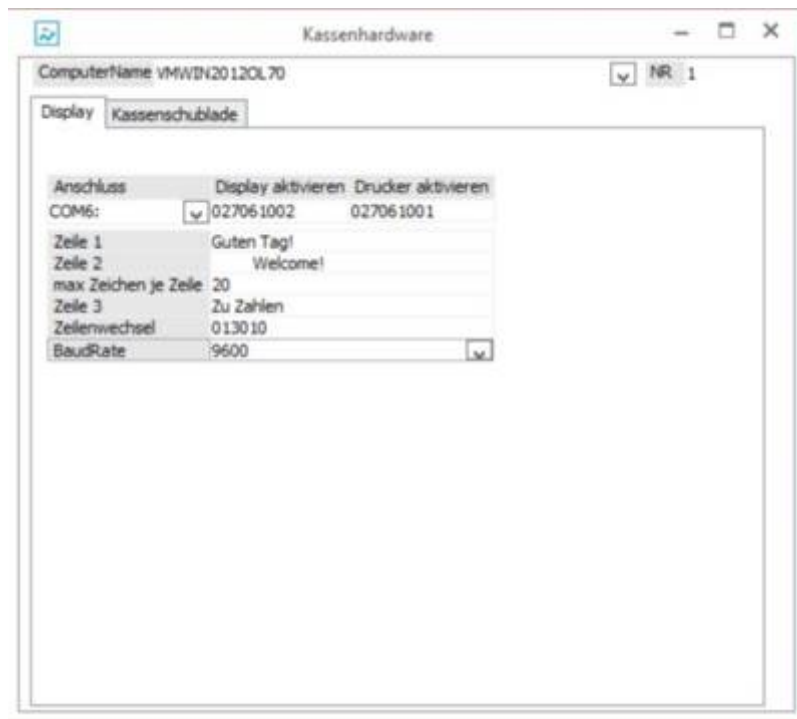 Kassenhardware
ComputerName VMWIN2012OL70 NR 1
Display Kassenschublade
Anschluss Display aktivieren Drucker aktivieren
COM6: 027061002 027061001
Zeile 1 Guten Tag!
Zeile 2 Welcome!
max Zeichen je Zeile 20
Zeile 3 Zu Zahlen
Zeilenwechsel 013010
BaudRate 9600